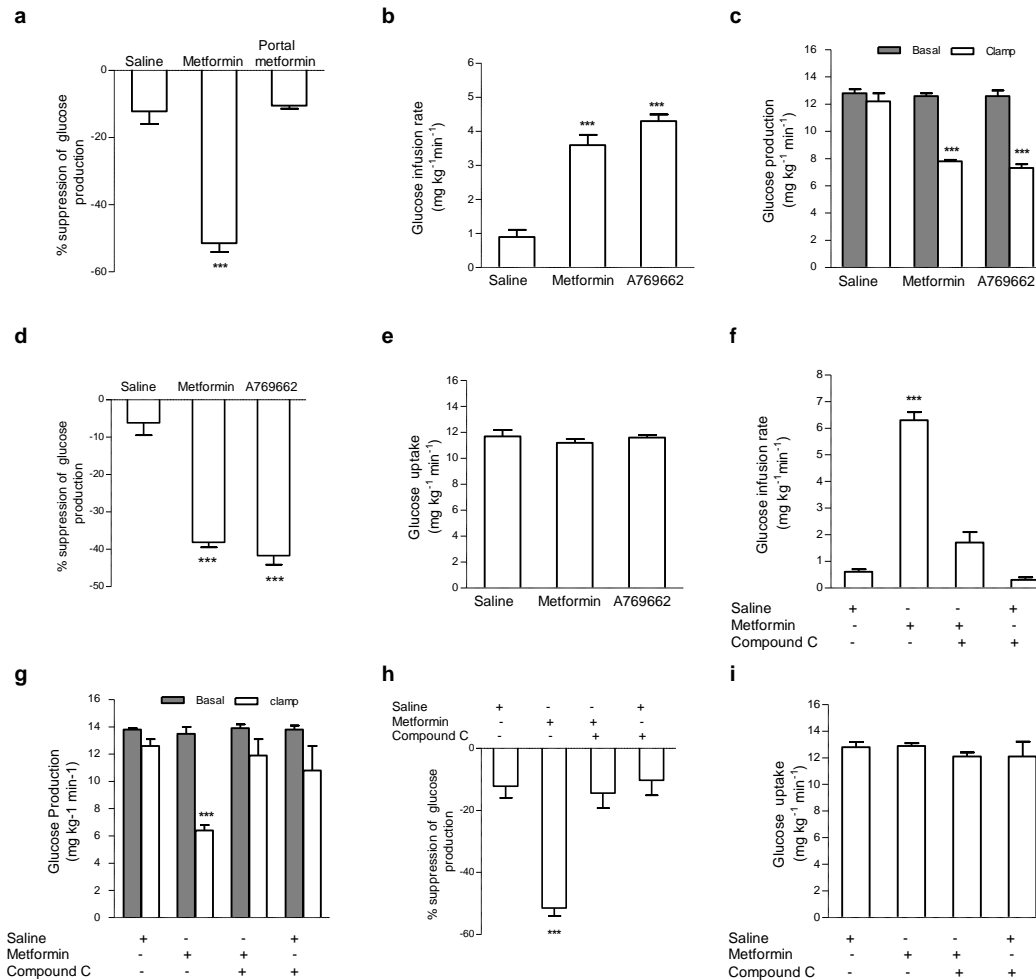 a
Portal
Saline Metformin metformin
0
-20
-40
-60
% suppression of glucose
production
***
b
6
5
4
3
2
1
0
Glucose infusion rate
(mg kg-1min-1)
***
***
Saline Metformin A769662
c
Basal Clamp
16
14
12
10
8
6
4
2
0
Glucose production
(mg kg-1 min-1)
***
***
Saline Metformin A769662
d
Saline Metformin A769662
0
-10
-20
-30
-40
-50
% suppression of glucose
production
***
***
e
16
14
12
10
8
6
4
2
0
Glucose uptake
(mg kg-1 min-1)
Saline Metformin A769662
f
8
7
6
5
4
3
2
1
0
Glucose infusion rate
(mg kg-1 min-1)
***
Saline + - - +
Metformin - + + -
Compound C - - + +
g
Basal clamp
16
14
12
10
8
6
4
2
0
Glucose Production
(mg kg-1 min-1)
***
Saline + - - +
Metformin - + + -
Compound C - - + +
h
Saline + - - +
Metformin - + + -
Compound C - - + +
0
-20
-40
-60
% suppression of glucose
production
***
i
16
14
12
10
8
6
4
2
0
Glucose uptake
(mg kg-1 min-1)
Saline + - - +
Metformin - + + -
Compound C - - + +